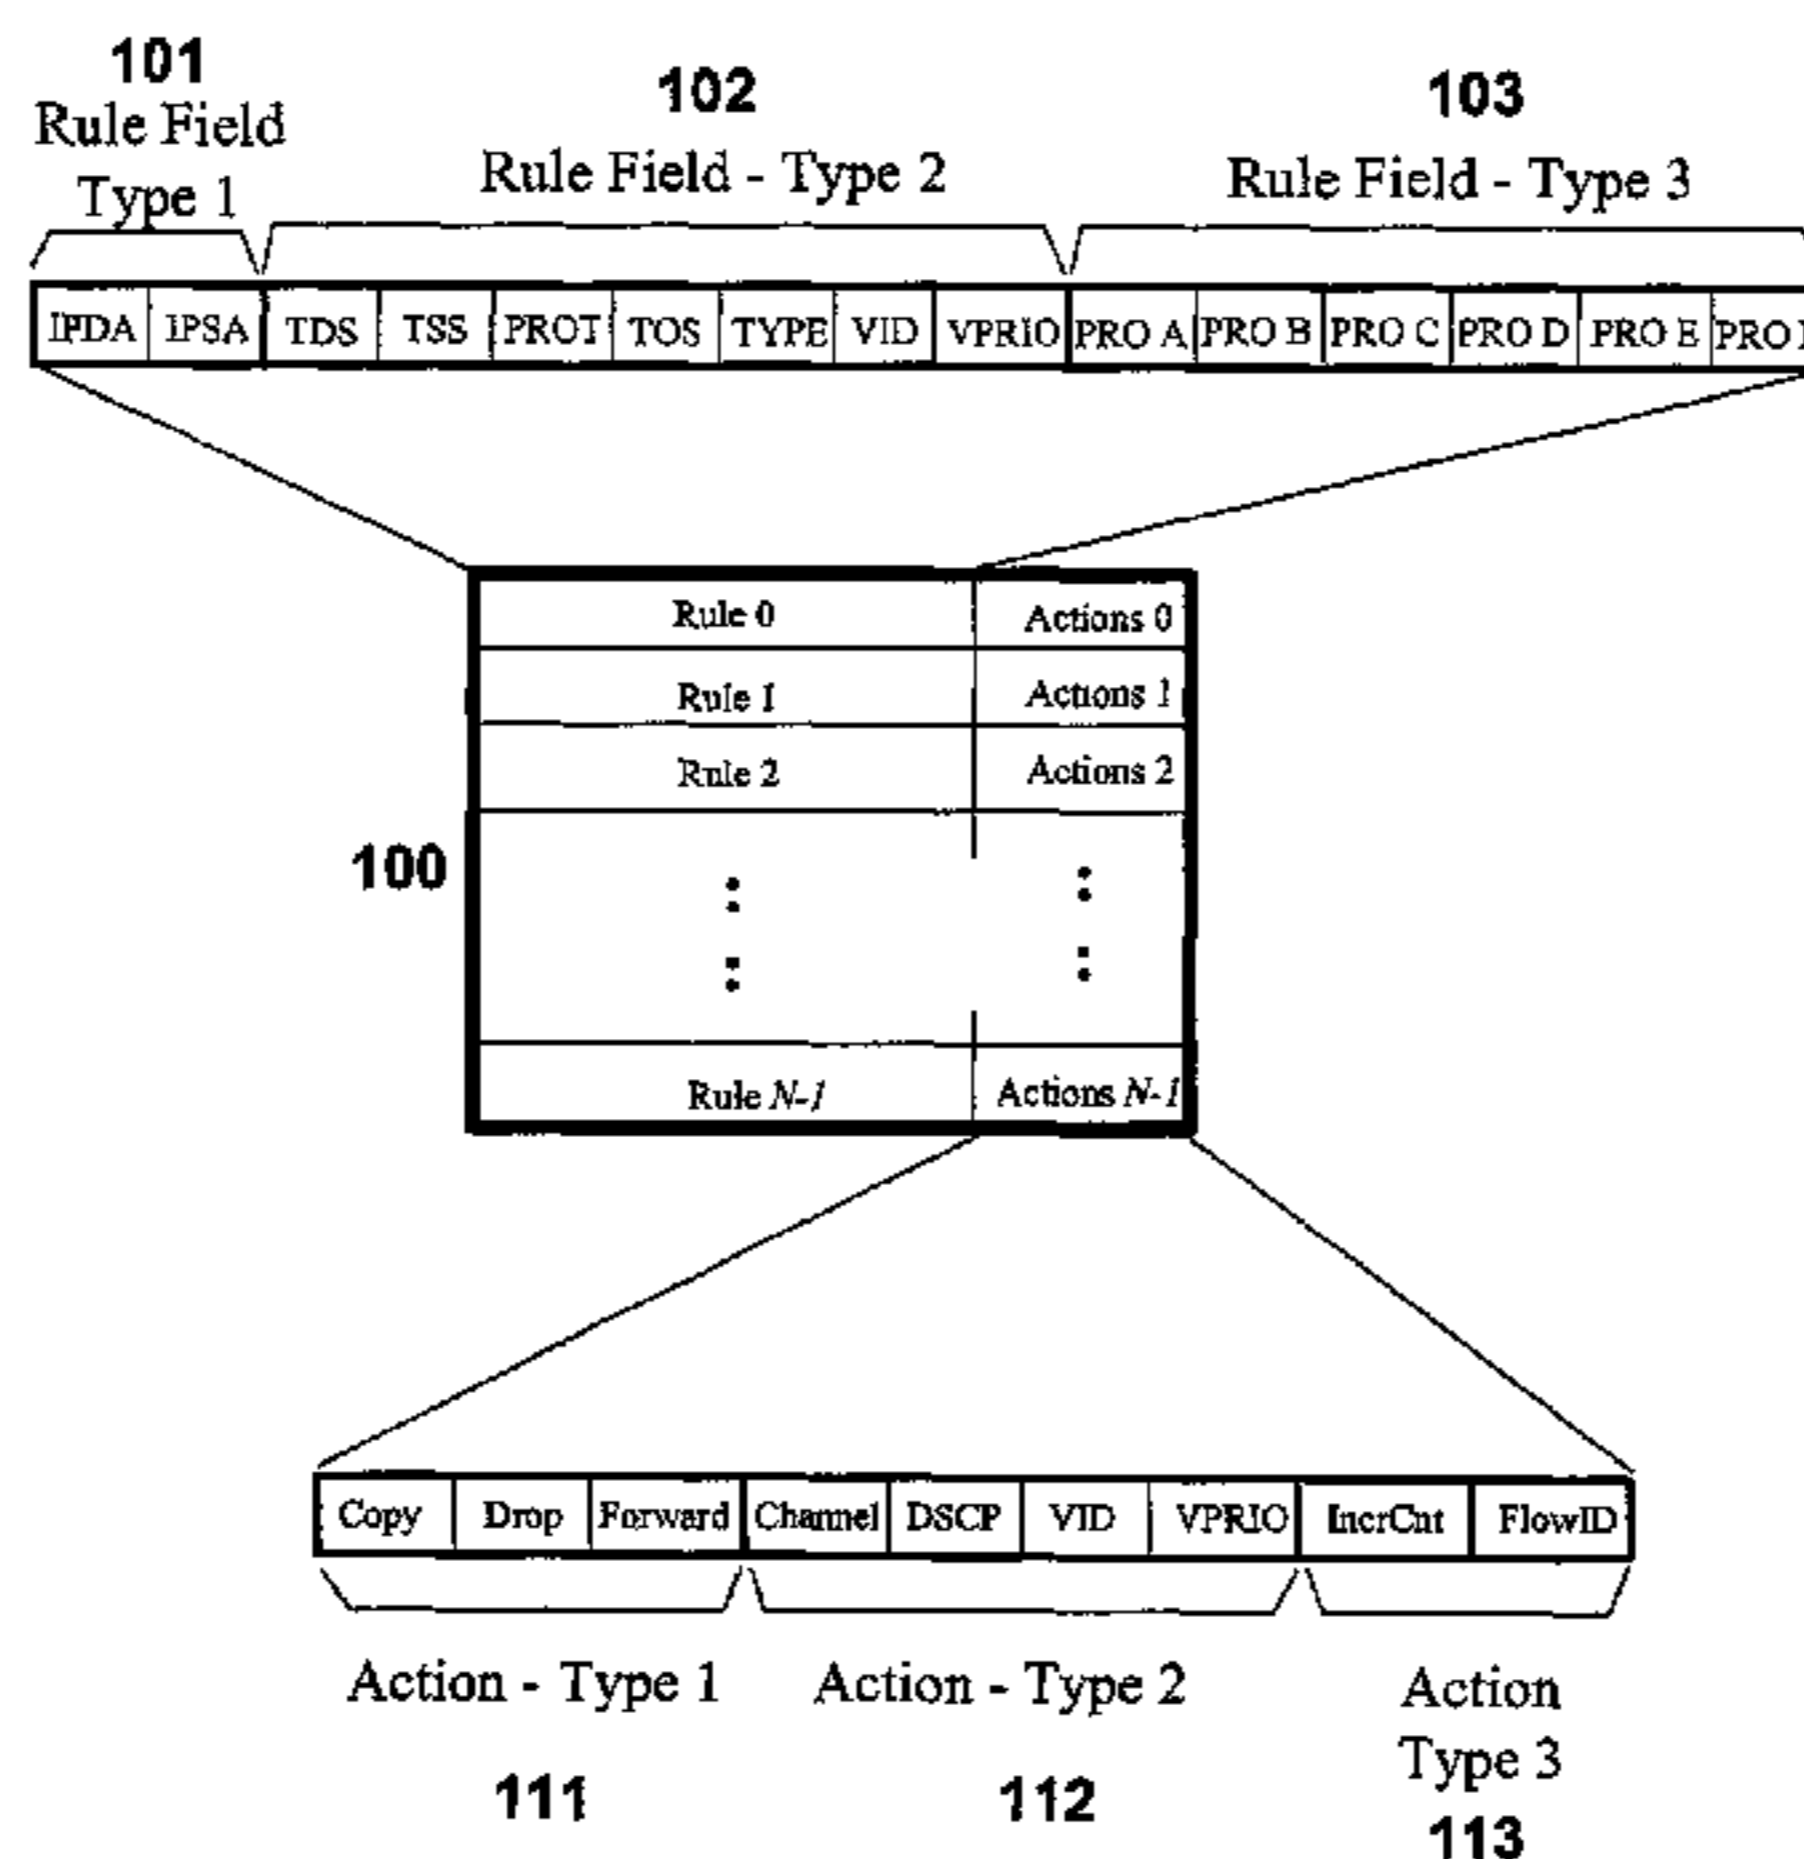 101
Rule Field
Type 1
102
Rule Field - Type 2
103
Rule Field - Type 3
IPDA IPSA TDS TSS PROT TOS TYPE VID VPRIO PRO A PRO B PRO C PRO D PRO E PRO
Rule 0 Actions 0
Rule 1 Actions 1
Rule 2 Actions 2
100
Rule N-1 Actions N-1
Copy Drop Forward Channel DSCP VID VPRIO IncrCnt FlowID
Action - Type 1
Action - Type 2
Action
Type 3
111
112
113